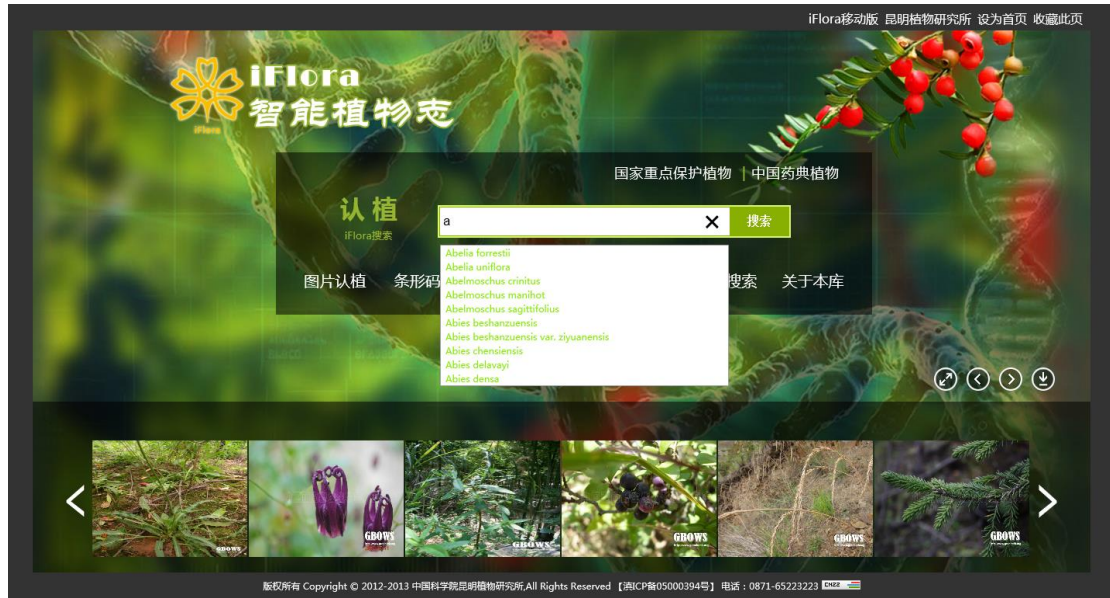 iFlora移动版 昆明植物研究所 设为首页 收藏此页
iFlora
智能植物志
iFlora
国家重点保护植物 | 中国药典植物
认植
iFlora搜索
a
搜索
Abelia forrestii
Abelia uniflora
Abelmoschus crinitus
Abelmoschus manihot
Abelmoschus sagittifolius
Abies beshanzuensis
Abies beshanzuensis var. ziyuanensis
Abies chensiensis
Abies delavayi
Abies densa
图片认植 条形码 搜索 关于本库
GBOWS
GBOWS
GBOWS
GBOWS
GBOWS
GBOWS
版权所有 Copyright © 2012-2013 中国科学院昆明植物研究所,All Rights Reserved 【滇ICP备05000394号】 电话：0871-65223223 CNZZ